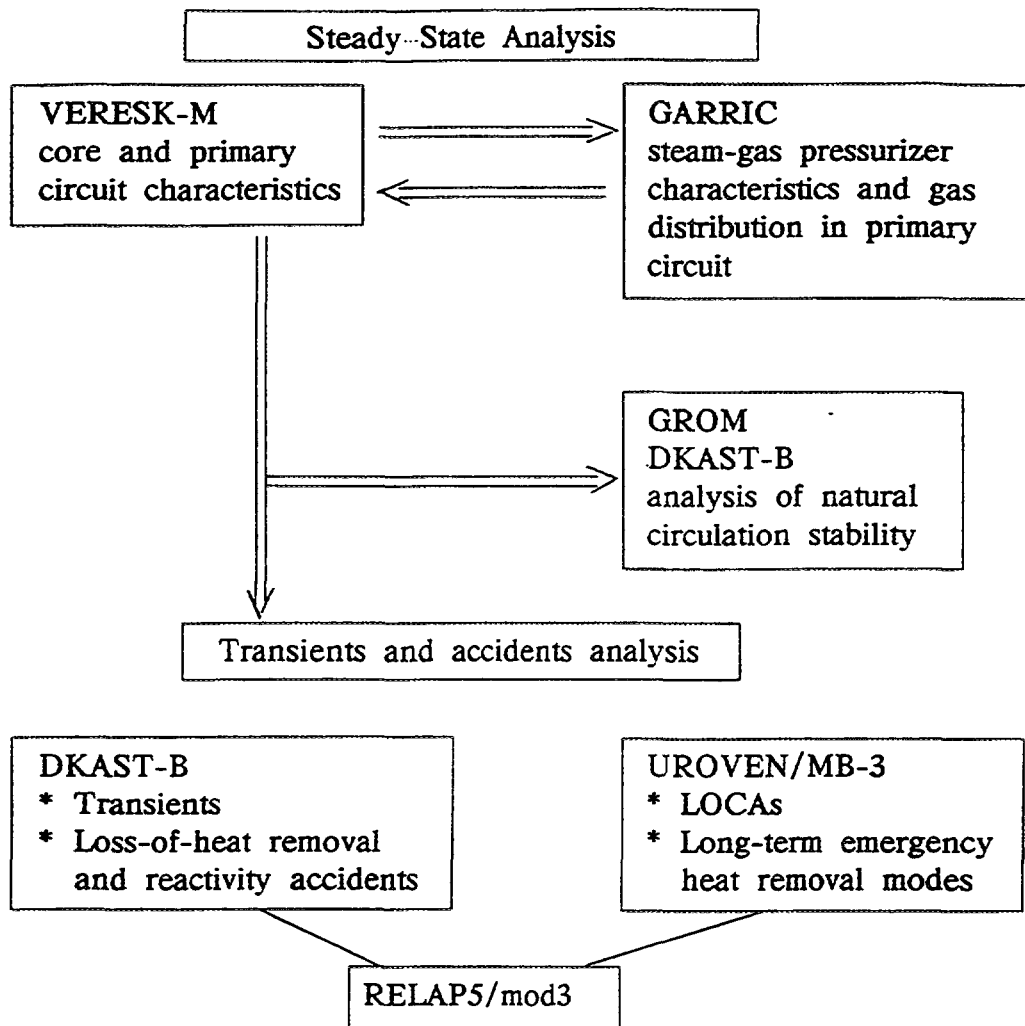 Steady-State Analysis
VERESK-M
core and primary
circuit characteristics
GARRIC
steam-gas pressurizer
characteristics and gas
distribution in primary
circuit
GROM
DKAST-B
analysis of natural
circulation stability
Transients and accidents analysis
DKAST-B
* Transients
* Loss-of-heat removal
and reactivity accidents
UROVEN/MB-3
* LOCAs
* Long-term emergency
heat removal modes
RELAP5/mod3